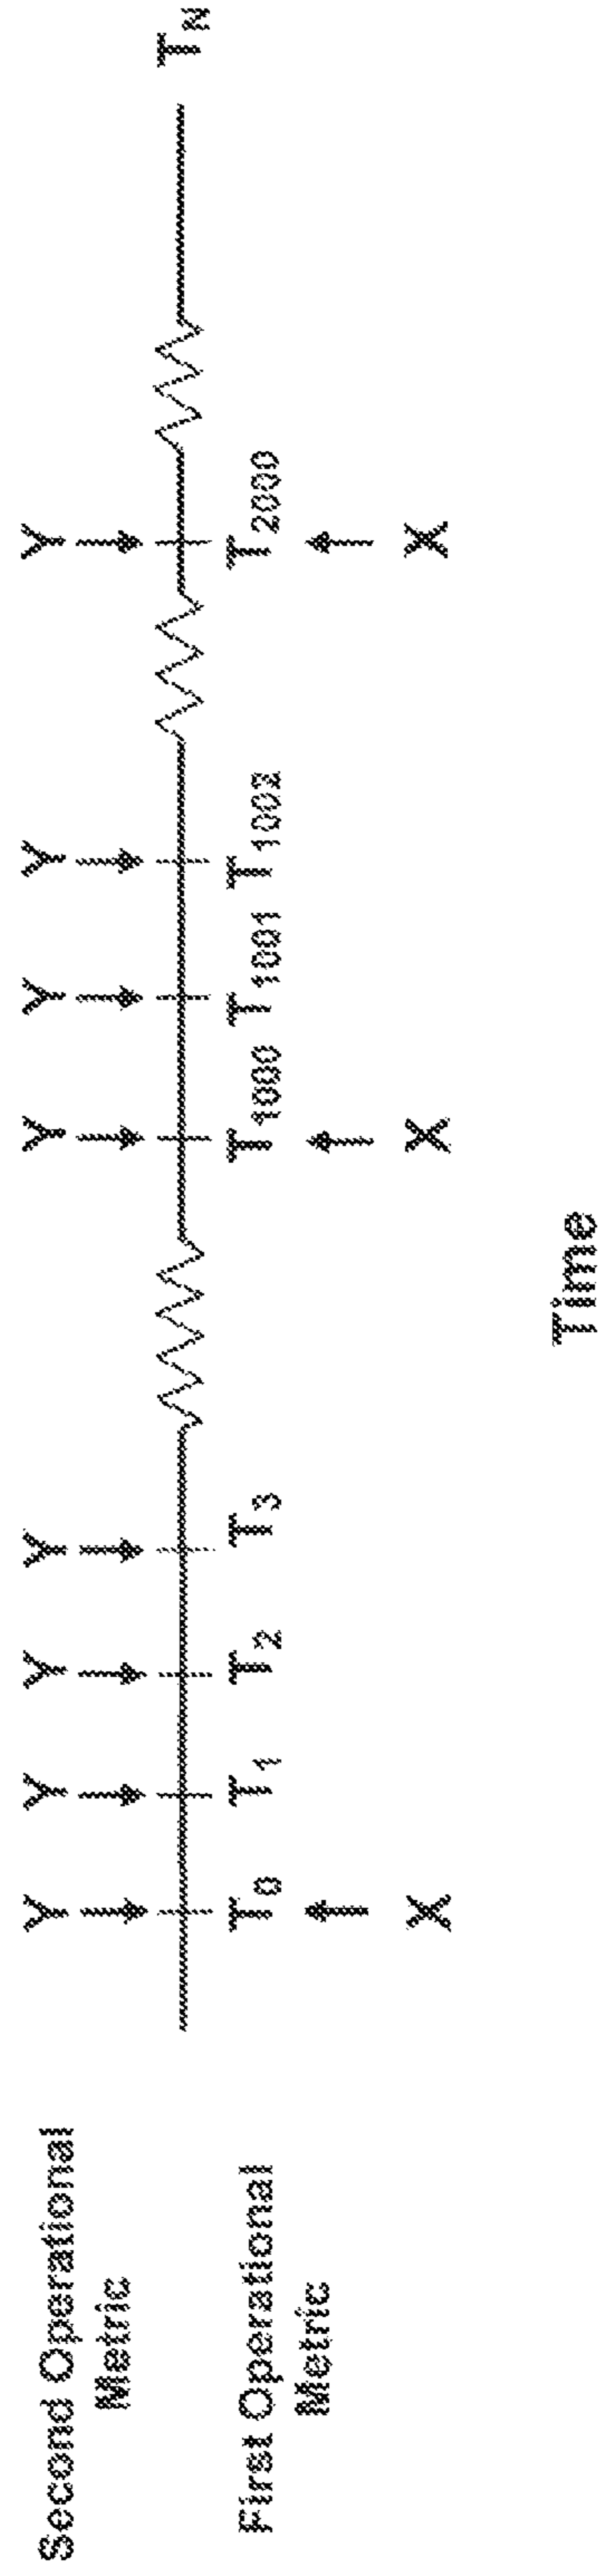 Second Operational
Metric
Y Y Y Y Y Y Y Y
T0 T1 T2 T3 T1000 T1001 T1002 T2000 TN
First Operational
Metric
X X X
Time